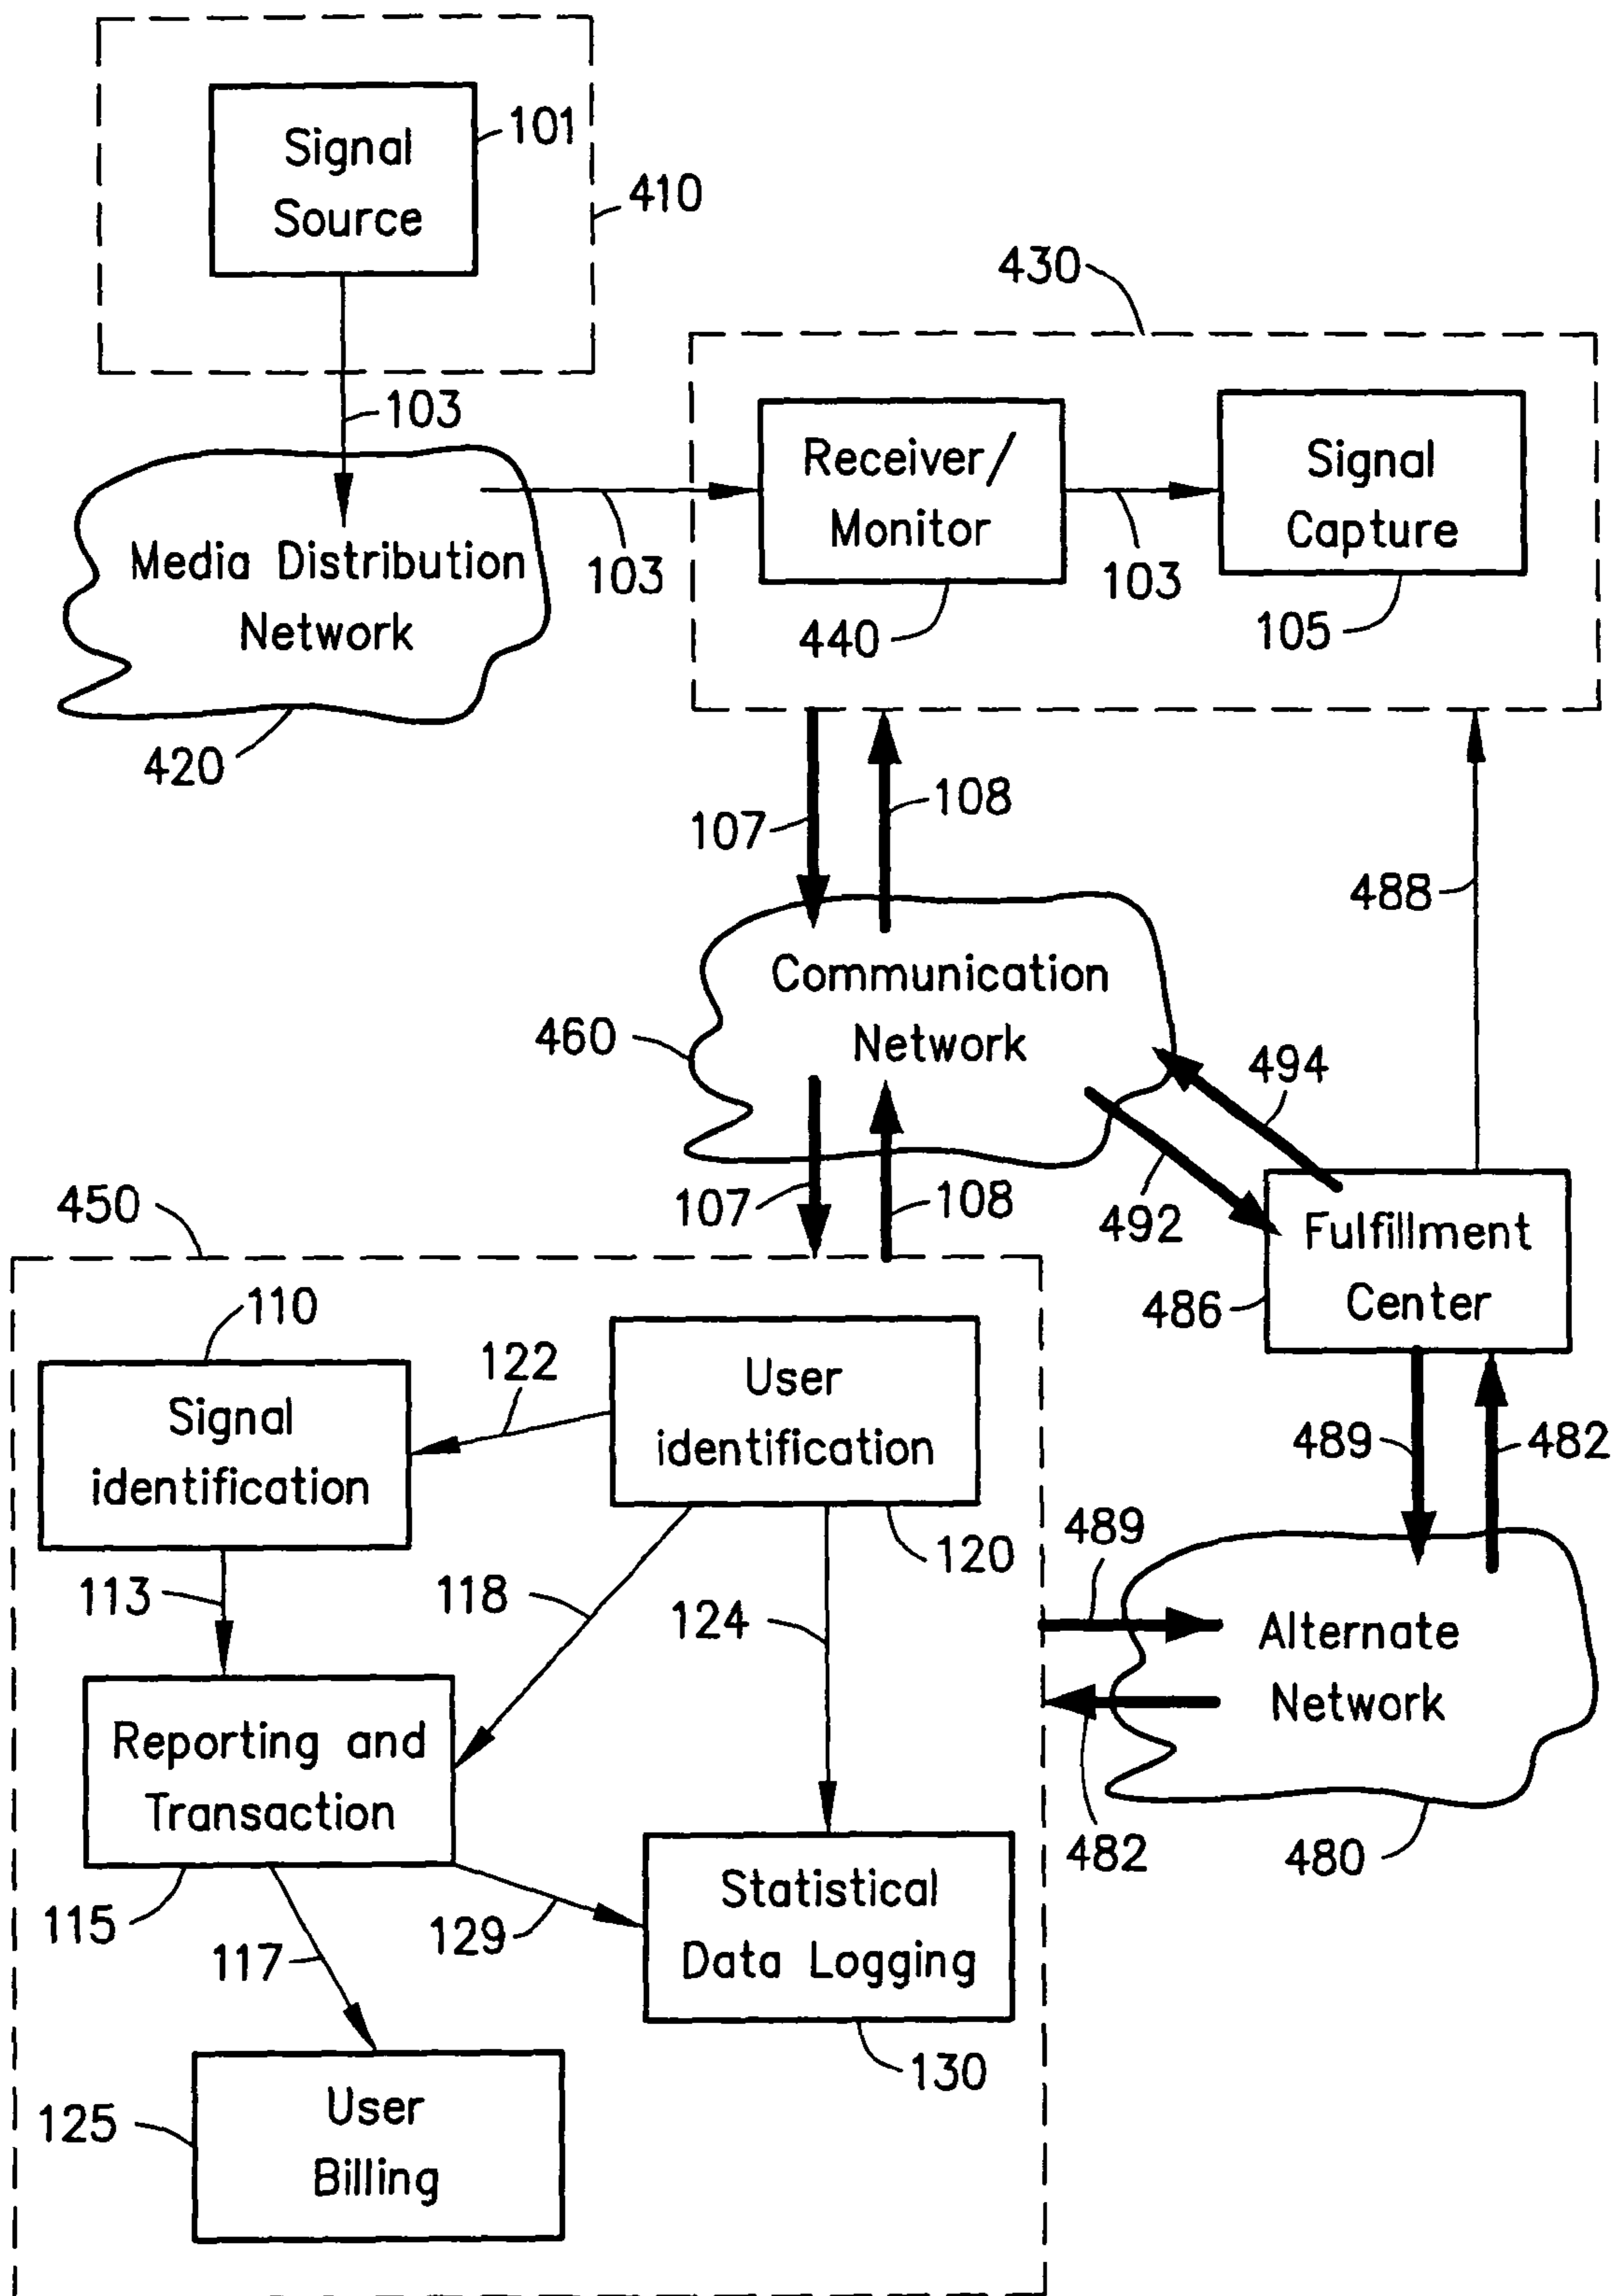 Signal
Source
101
410
103
430
Receiver/
Monitor
Signal
Capture
103
103
440
105
Media Distribution
Network
420
107
108
488
Communication
Network
460
494
492
107
108
450
Fulfillment
Center
486
110
122
User
identification
Signal
identification
489
482
120
489
113
118
124
Alternate
Network
Reporting and
Transaction
482
480
Statistical
Data Logging
115
129
117
130
125
User
Billing